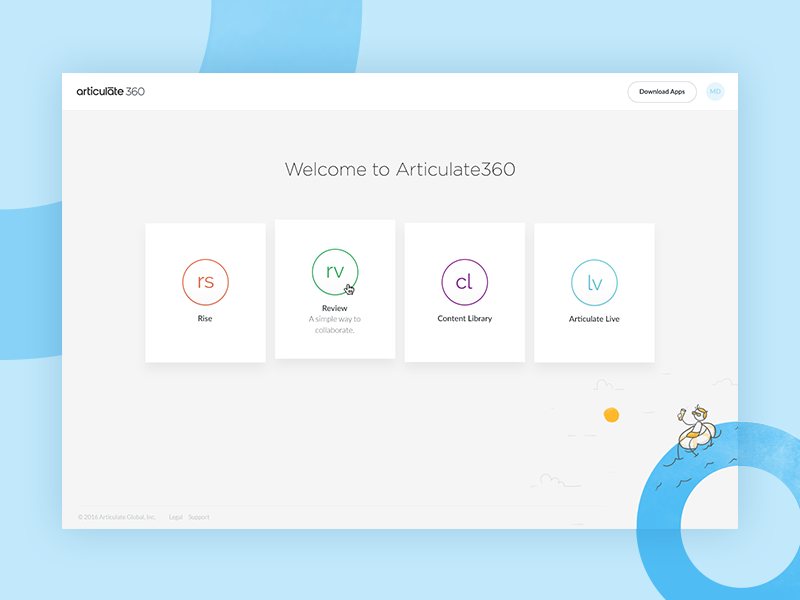 articulāte 360
Download Apps
MD
Welcome to Articulate360
rs
Rise
rv
Review
A simple way to
collaborate.
cl
Content Library
lv
Articulate Live
© 2016 Articulate Global, Inc.
Legal
Support